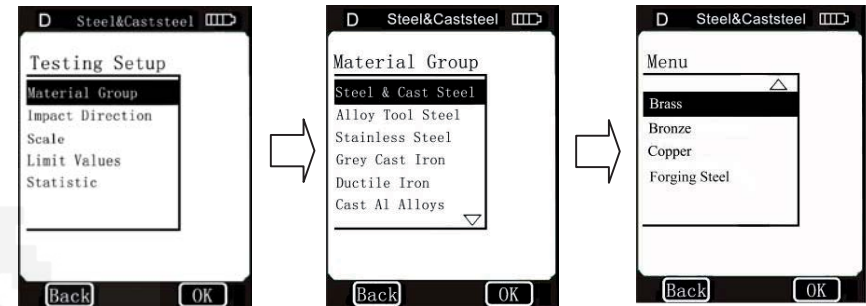 D Steel&Caststeel
Testing Setup
Material Group
Impact Direction
Scale
Limit Values
Statistic
Back OK
D Steel&Caststeel
Material Group
Steel & Cast Steel
Alloy Tool Steel
Stainless Steel
Grey Cast Iron
Ductile Iron
Cast Al Alloys
Back OK
D Steel&Caststeel
Menu
Brass
Bronze
Copper
Forging Steel
Back OK